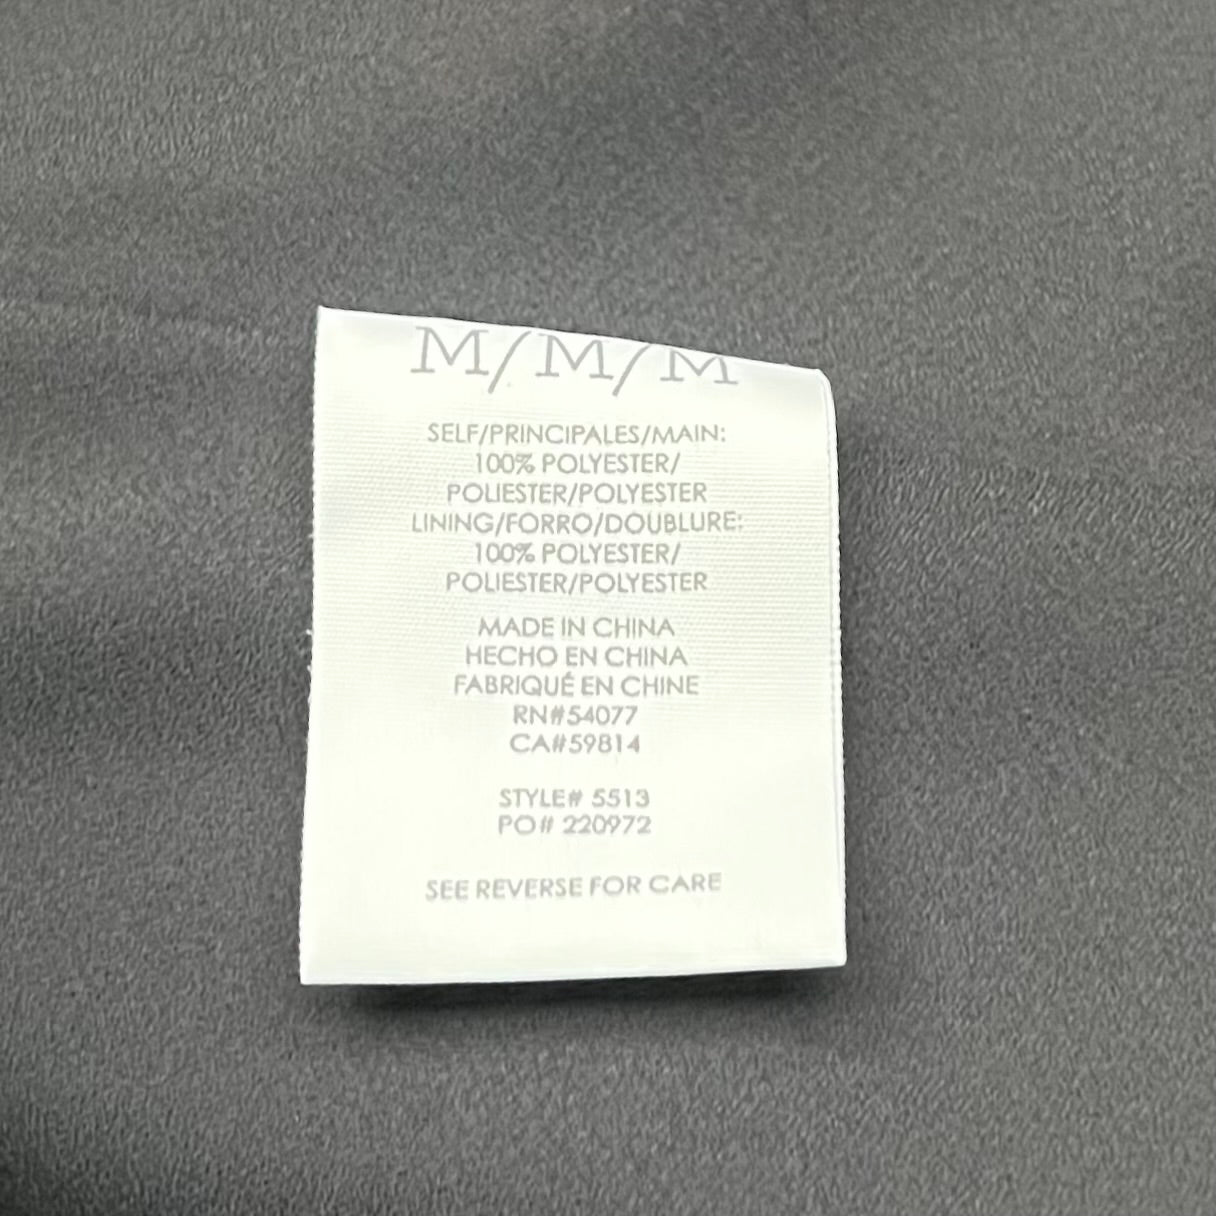 M/M/M
SELF/PRINCIPALES/MAIN:
100% POLYESTER/
POLIESTER/POLYESTER
LINING/FORRO/DOUBLURE:
100% POLYESTER/
POLIESTER/POLYESTER
MADE IN CHINA
HECHO EN CHINA
FABRIQUÉ EN CHINE
RN#54077
CA#59814
STYLE# 5513
PO# 220972
SEE REVERSE FOR CARE